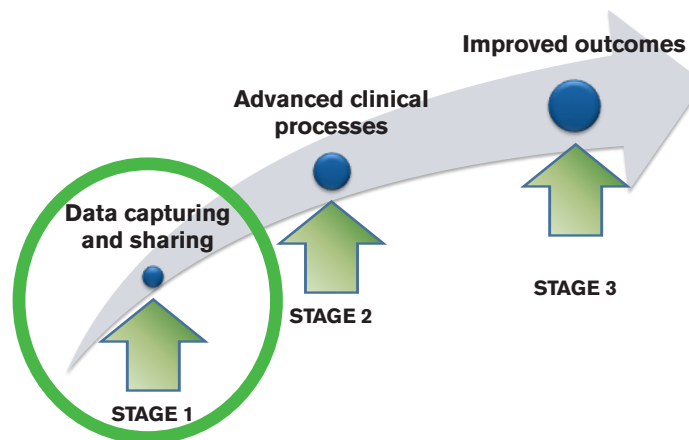 Improved outcomes
Advanced clinical
processes
Data capturing
and sharing
STAGE 3
STAGE 2
STAGE 1